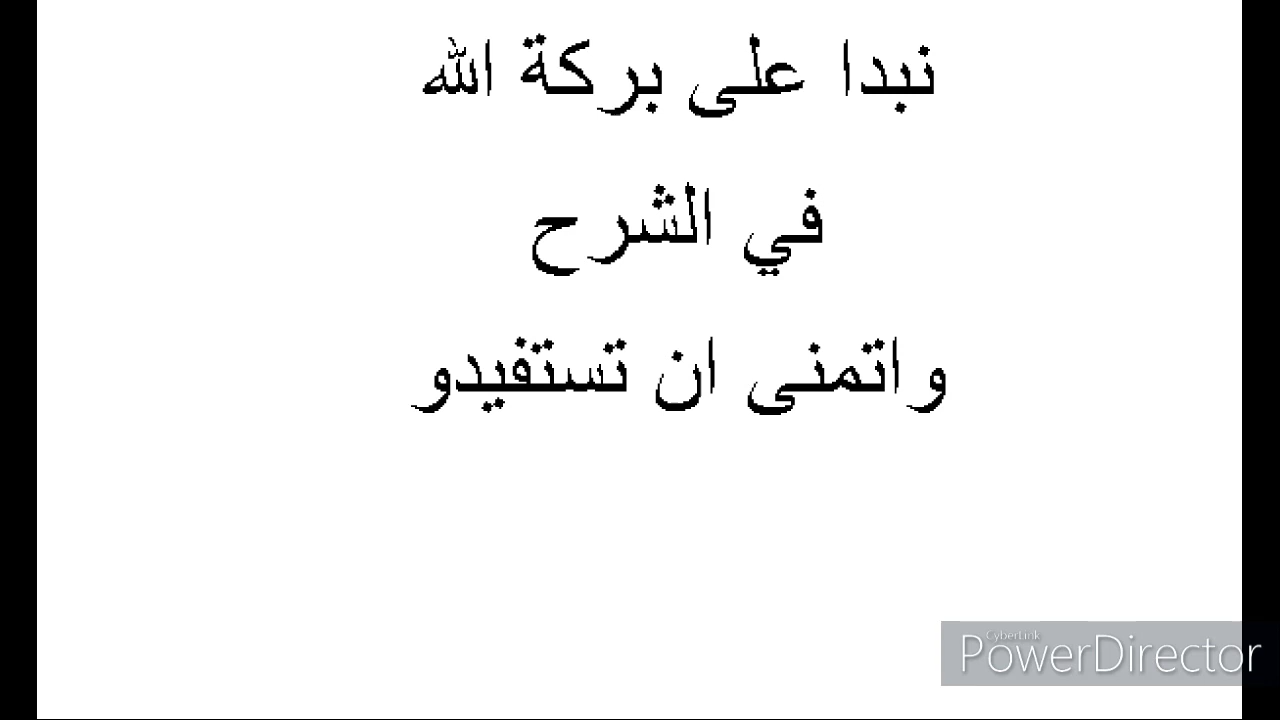 نبدا على بركة الله
في الشرح
واتمنى ان تستفيدو
CyberLink
PowerDirector